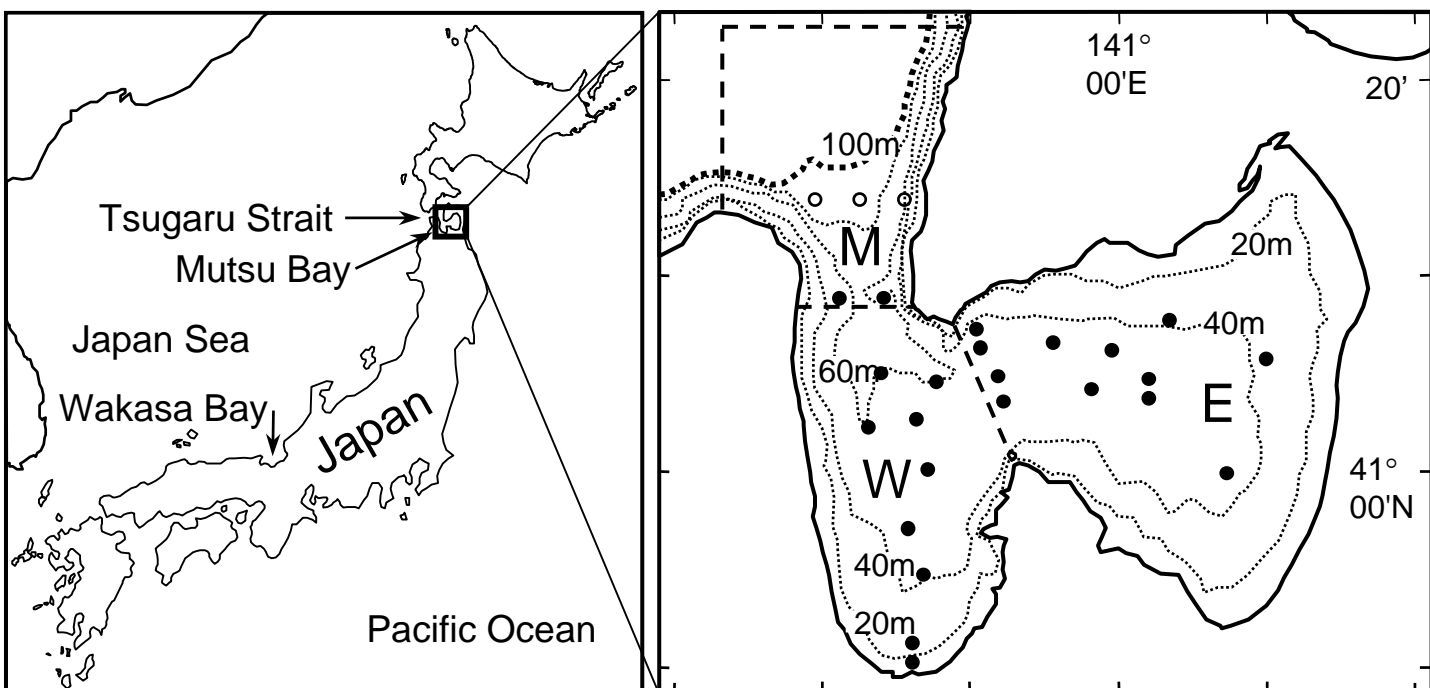 Tsugaru Strait
Mutsu Bay
Japan Sea
Wakasa Bay
Japan
Pacific Ocean
141°
00'E
20’
100m
M
20m
40m
60m
E
W
41°
00'N
40m
20m